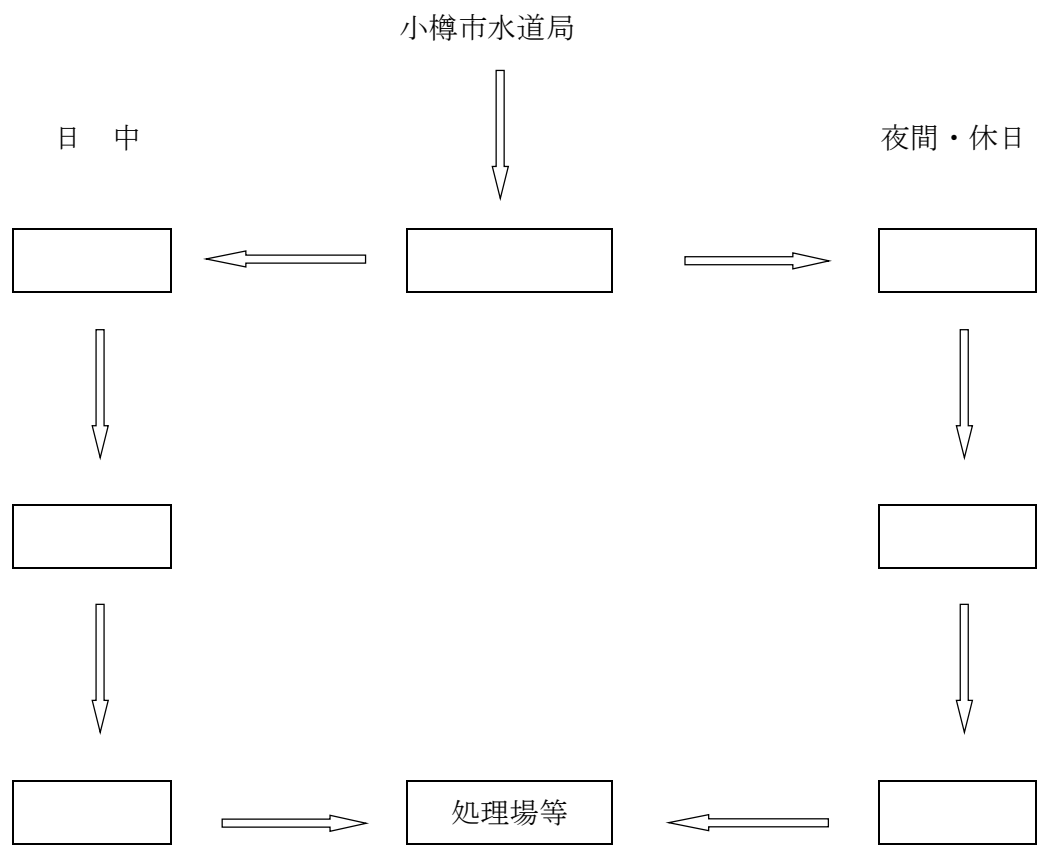 小樽市水道局
日　中
夜間・休日
処理場等